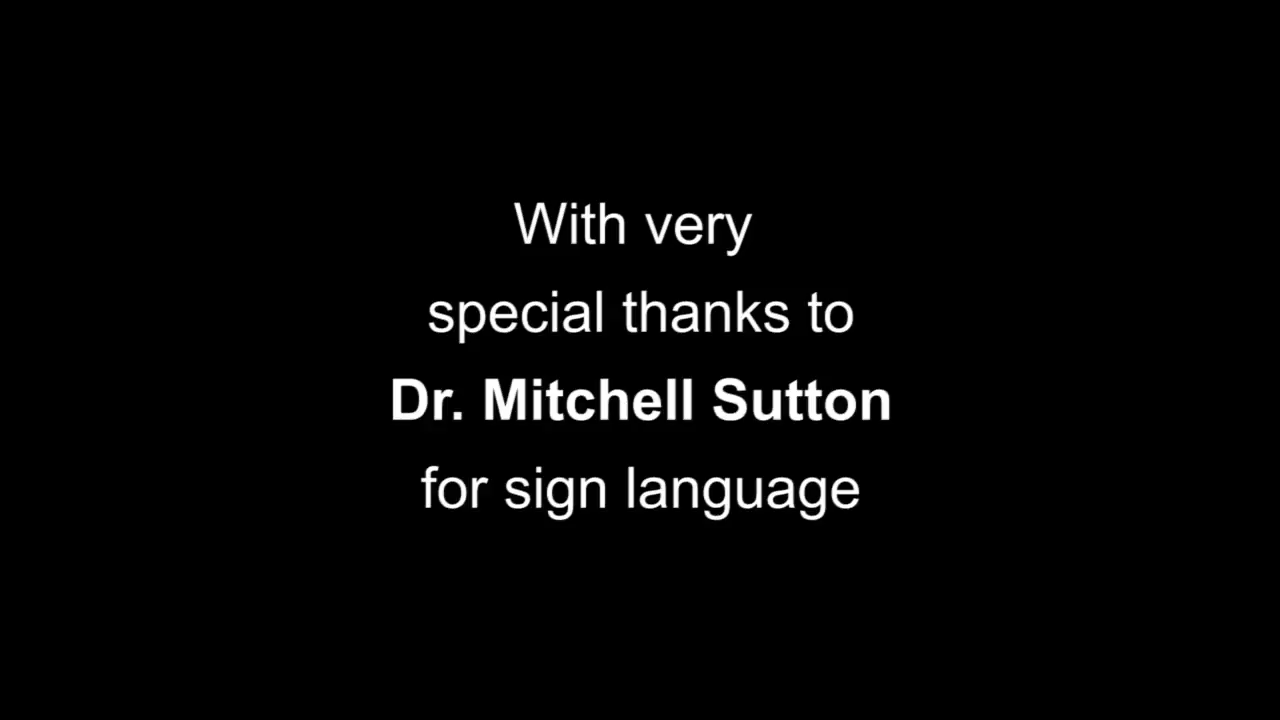 With very
special thanks to
Dr. Mitchell Sutton
for sign language